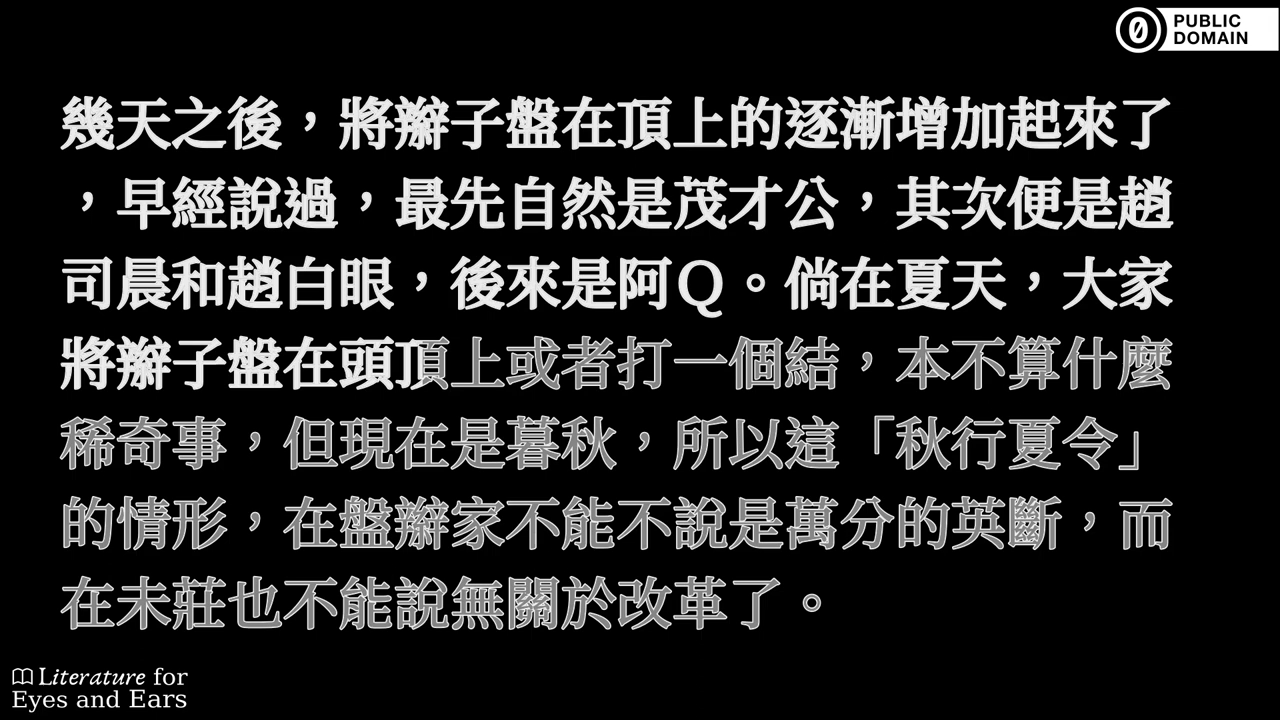 PUBLIC
DOMAIN
幾天之後，將辮子盤在頂上的逐漸增加起來了
，早經說過，最先自然是茂才公，其次便是趙
司晨和趙白眼，後來是阿Ｑ。倘在夏天，大家
將辮子盤在頭頂上或者打一個結，本不算什麼
稀奇事，但現在是暮秋，所以這「秋行夏令」
的情形，在盤辮家不能不說是萬分的英斷，而
在未莊也不能說無關於改革了。
Literature for
Eyes and Ears